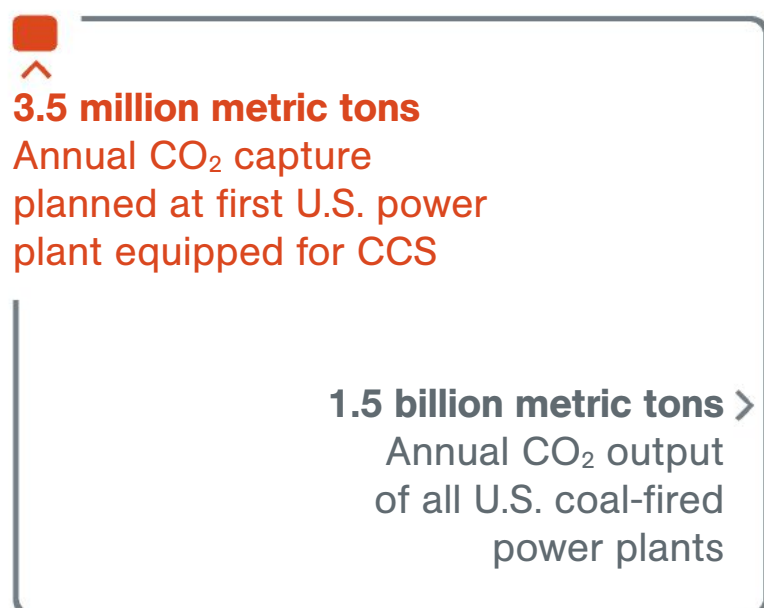 3.5 million metric tons
Annual CO₂ capture
planned at first U.S. power
plant equipped for CCS
1.5 billion metric tons
Annual CO₂ output
of all U.S. coal-fired
power plants